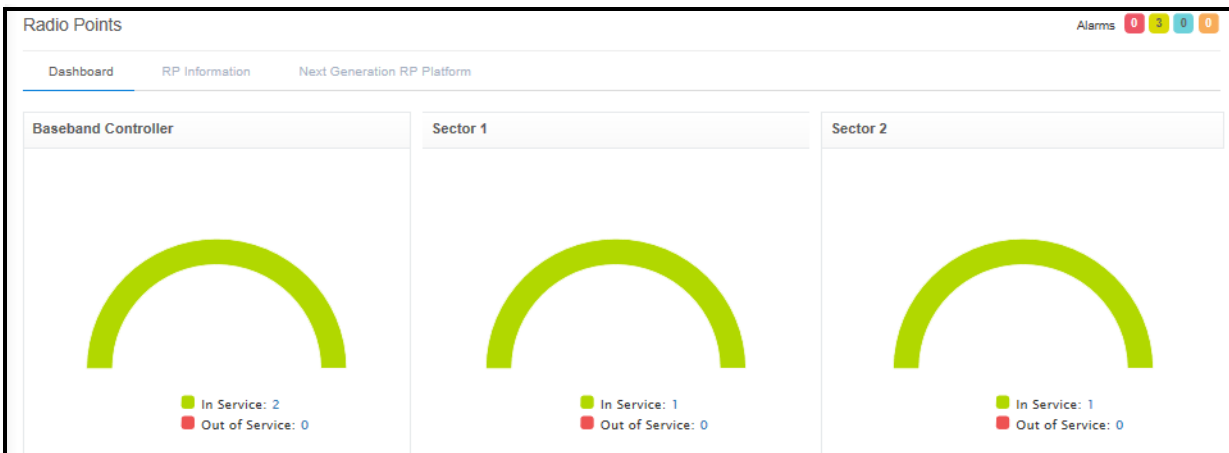 Radio Points
Alarms 0 3 0 0
Dashboard RP Information Next Generation RP Platform
Baseband Controller
In Service: 2
Out of Service: 0
Sector 1
In Service: 1
Out of Service: 0
Sector 2
In Service: 1
Out of Service: 0